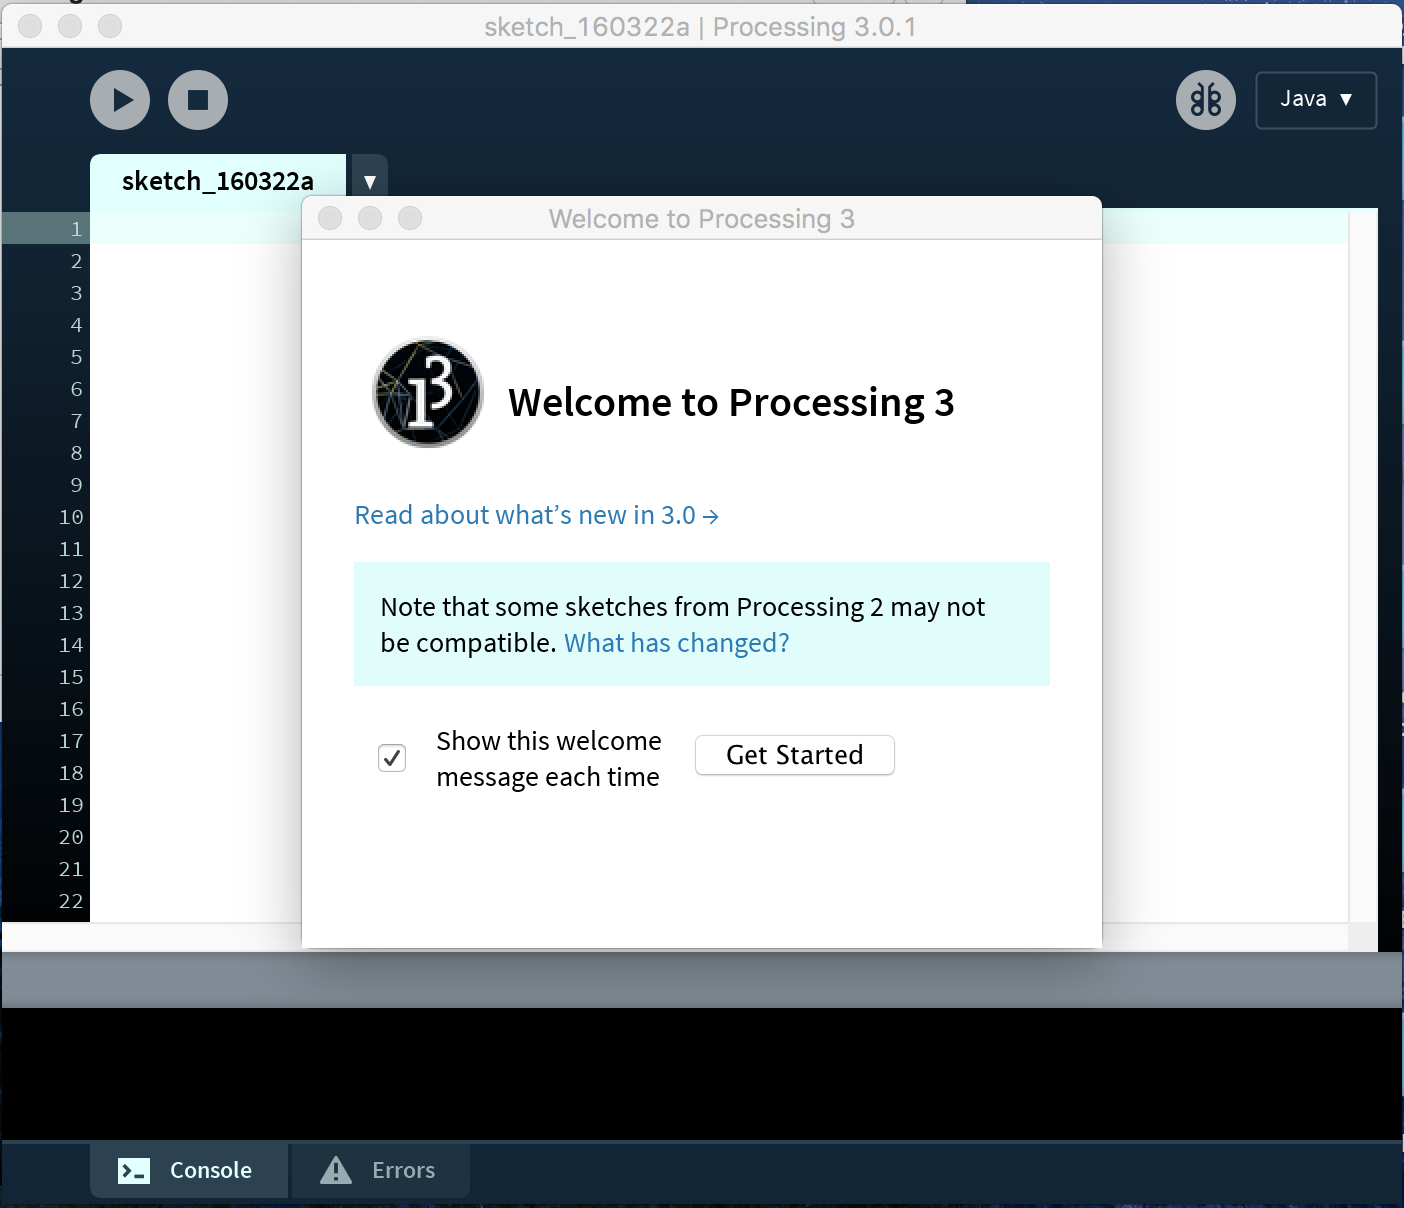 sketch_160322a | Processing 3.0.1
Java ▼
sketch_160322a ▼
Welcome to Processing 3
1
2
3
4
5
6
7
8
9
10
11
12
13
14
15
16
17
18
19
20
21
22
Welcome to Processing 3
Read about what’s new in 3.0 →
Note that some sketches from Processing 2 may not
be compatible. What has changed?
Show this welcome
message each time
Get Started
Console
Errors